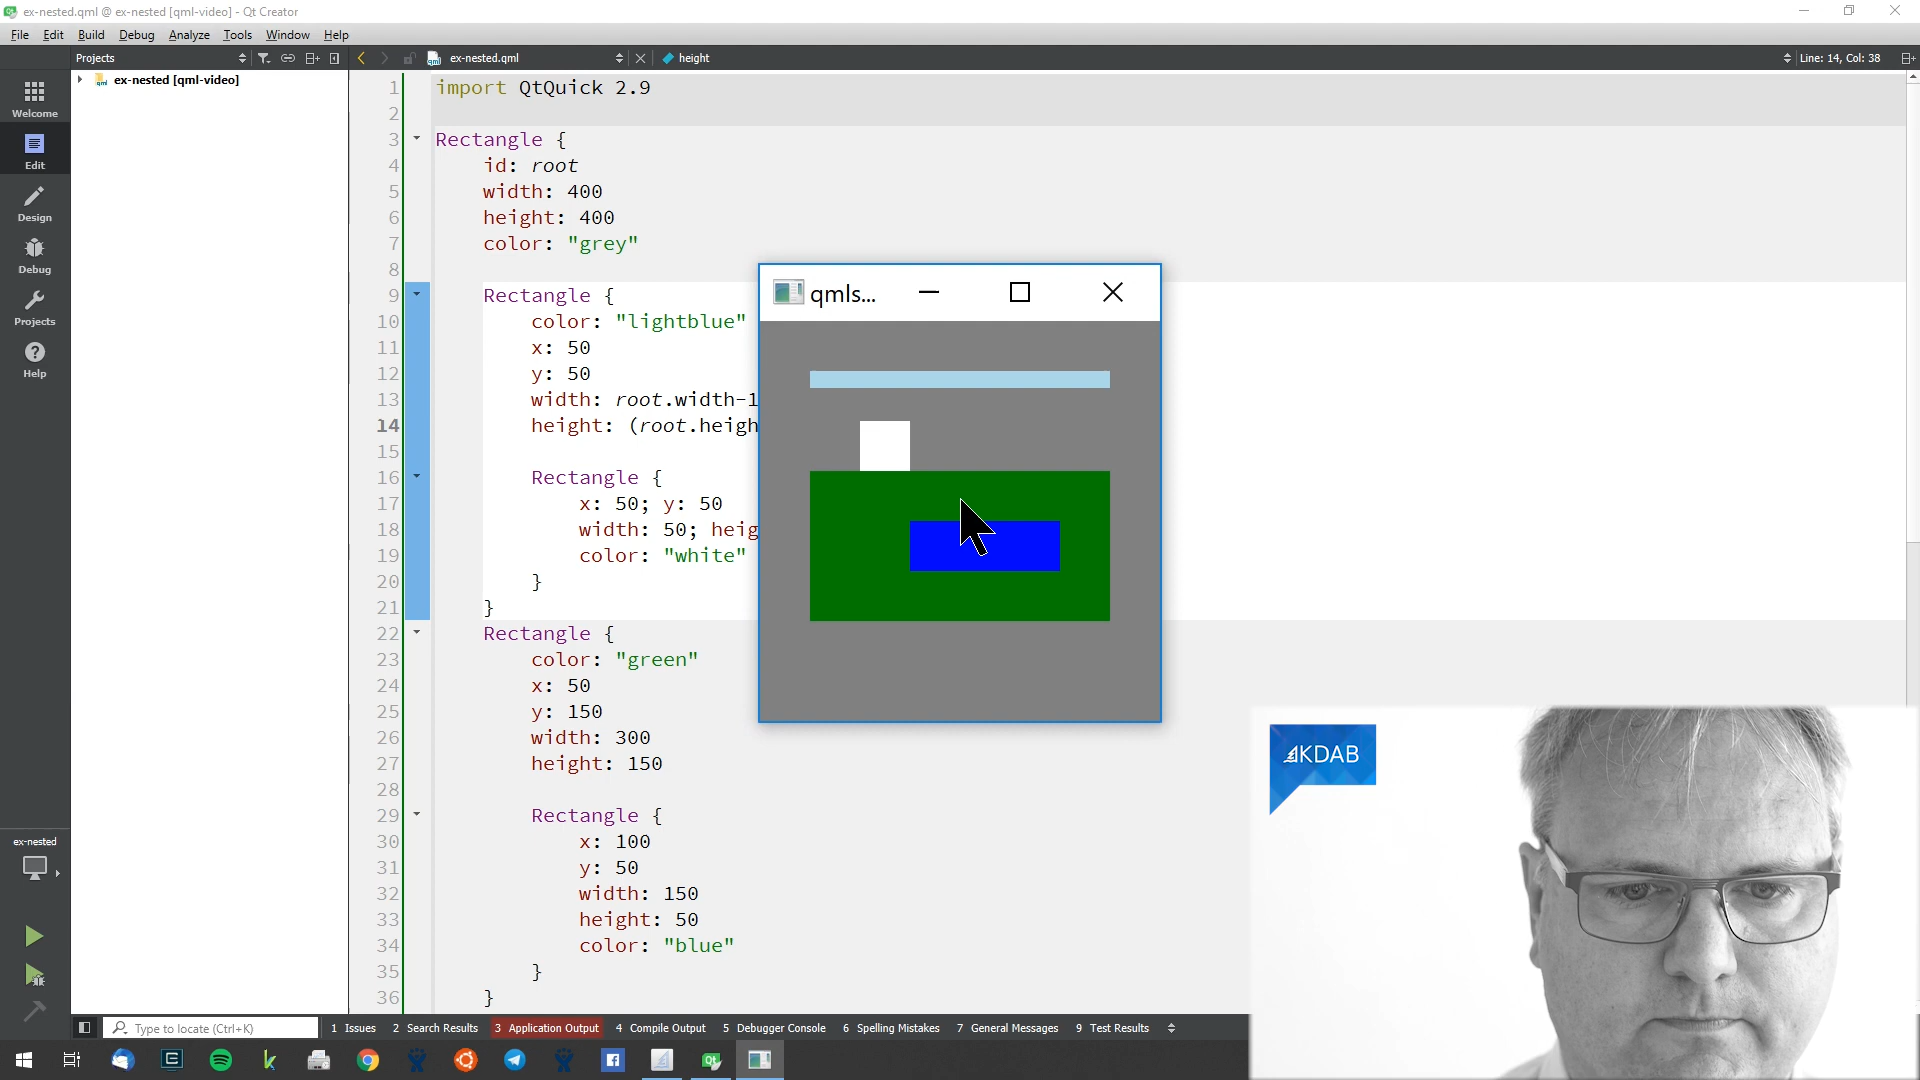 ex-nested.qml @ ex-nested [qml-video] - Qt Creator
File Edit Build Debug Analyze Tools Window Help
Projects ex-nested.qml height Line: 14, Col: 38
ex-nested [qml-video]
Welcome
Edit
Design
Debug
Projects
Help
ex-nested
1 import QtQuick 2.9
2
3 Rectangle {
4 id: root
5 width: 400
6 height: 400
7 color: "grey"
8
9 Rectangle {
10 color: "lightblue"
11 x: 50
12 y: 50
13 width: root.width-1
14 height: (root.heigh
15
16 Rectangle {
17 x: 50; y: 50
18 width: 50; heig
19 color: "white"
20 }
21 }
22 Rectangle {
23 color: "green"
24 x: 50
25 y: 150
26 width: 300
27 height: 150
28
29 Rectangle {
30 x: 100
31 y: 50
32 width: 150
33 height: 50
34 color: "blue"
35 }
36 }
qmls...
KDAB
Type to locate (Ctrl+K) 1 Issues 2 Search Results 3 Application Output 4 Compile Output 5 Debugger Console 6 Spelling Mistakes 7 General Messages 9 Test Results